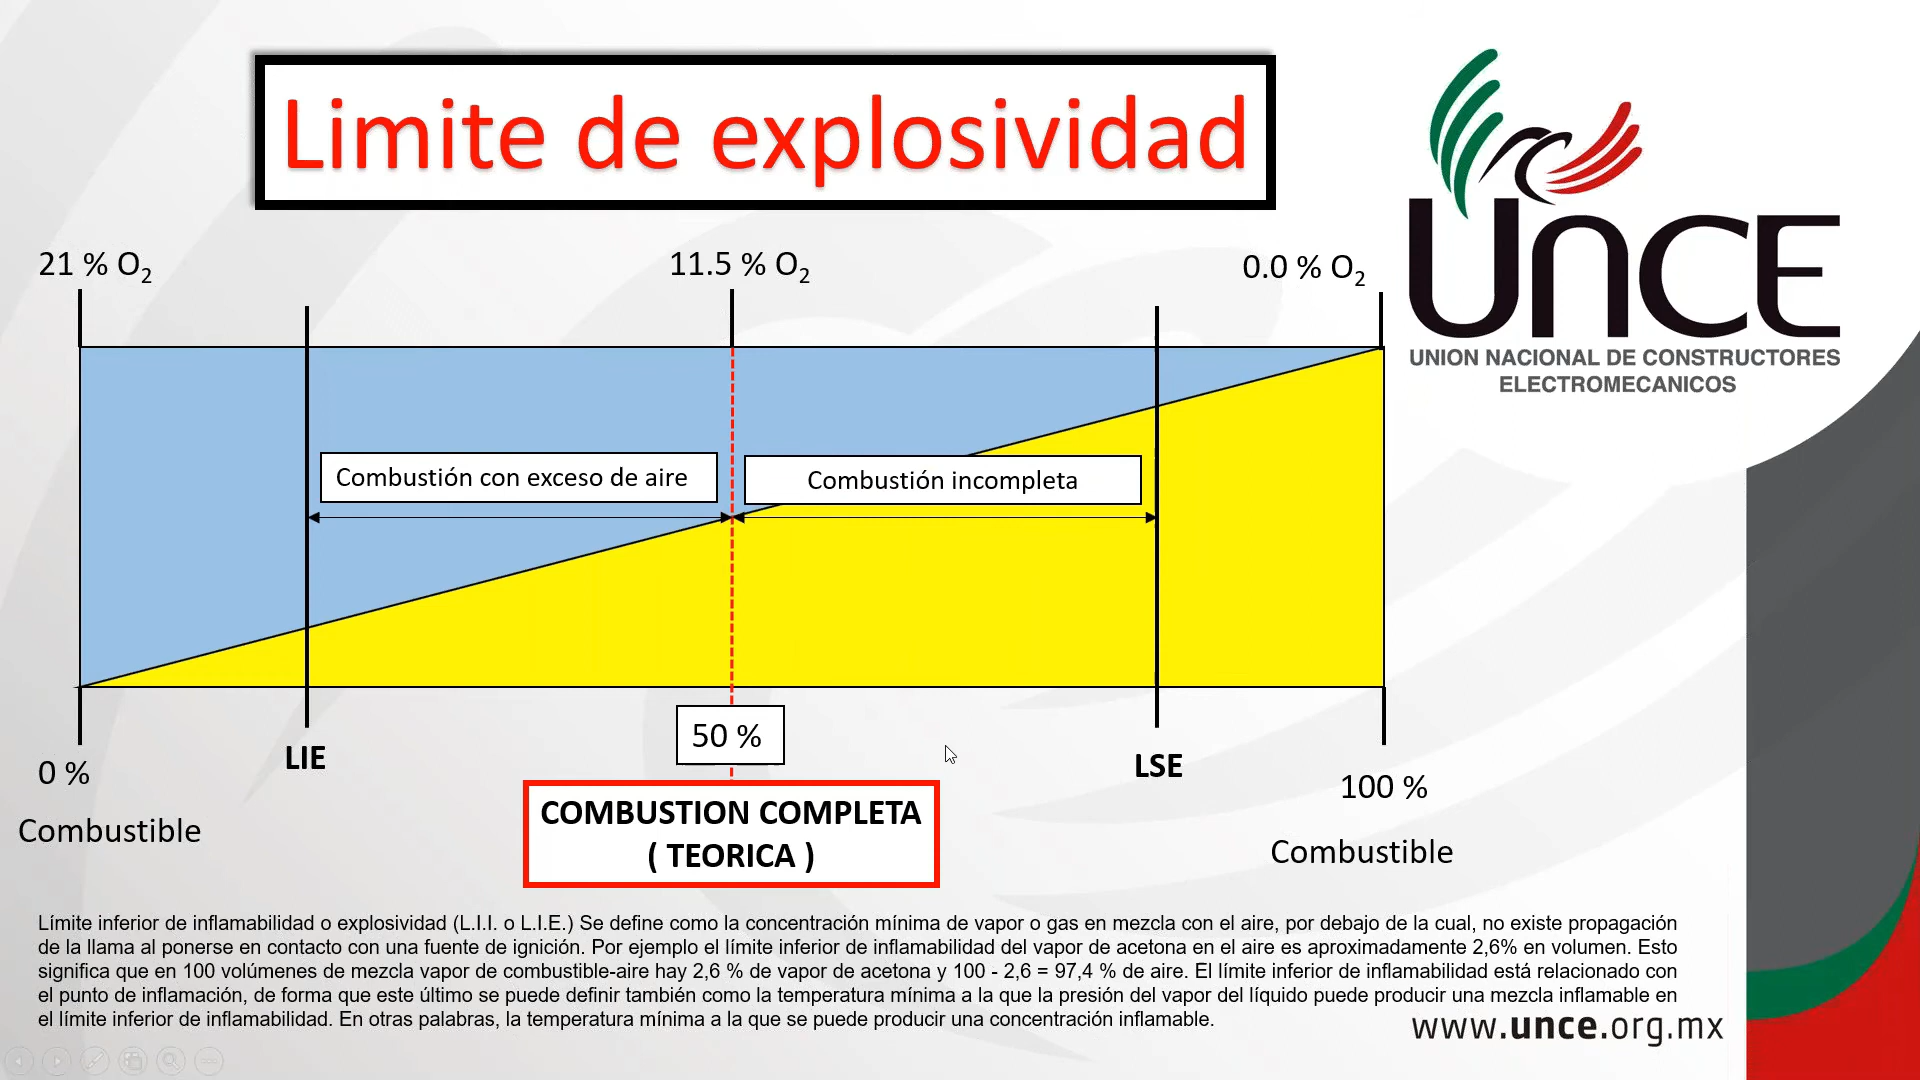 Limite de explosividad
UNCE
UNION NACIONAL DE CONSTRUCTORES
ELECTROMECANICOS
21 % O₂
11.5 % O₂
0.0 % O₂
Combustión con exceso de aire
Combustión incompleta
LIE
50 %
LSE
0 %
100 %
Combustible
COMBUSTION COMPLETA
( TEORICA )
Combustible
Límite inferior de inflamabilidad o explosividad (L.I.I. o L.I.E.) Se define como la concentración mínima de vapor o gas en mezcla con el aire, por debajo de la cual, no existe propagación
de la llama al ponerse en contacto con una fuente de ignición. Por ejemplo el límite inferior de inflamabilidad del vapor de acetona en el aire es aproximadamente 2,6% en volumen. Esto
significa que en 100 volúmenes de mezcla vapor de combustible-aire hay 2,6 % de vapor de acetona y 100 - 2,6 = 97,4 % de aire. El límite inferior de inflamabilidad está relacionado con
el punto de inflamación, de forma que este último se puede definir también como la temperatura mínima a la que la presión del vapor del líquido puede producir una mezcla inflamable en
el límite inferior de inflamabilidad. En otras palabras, la temperatura mínima a la que se puede producir una concentración inflamable.
www.unce.org.mx